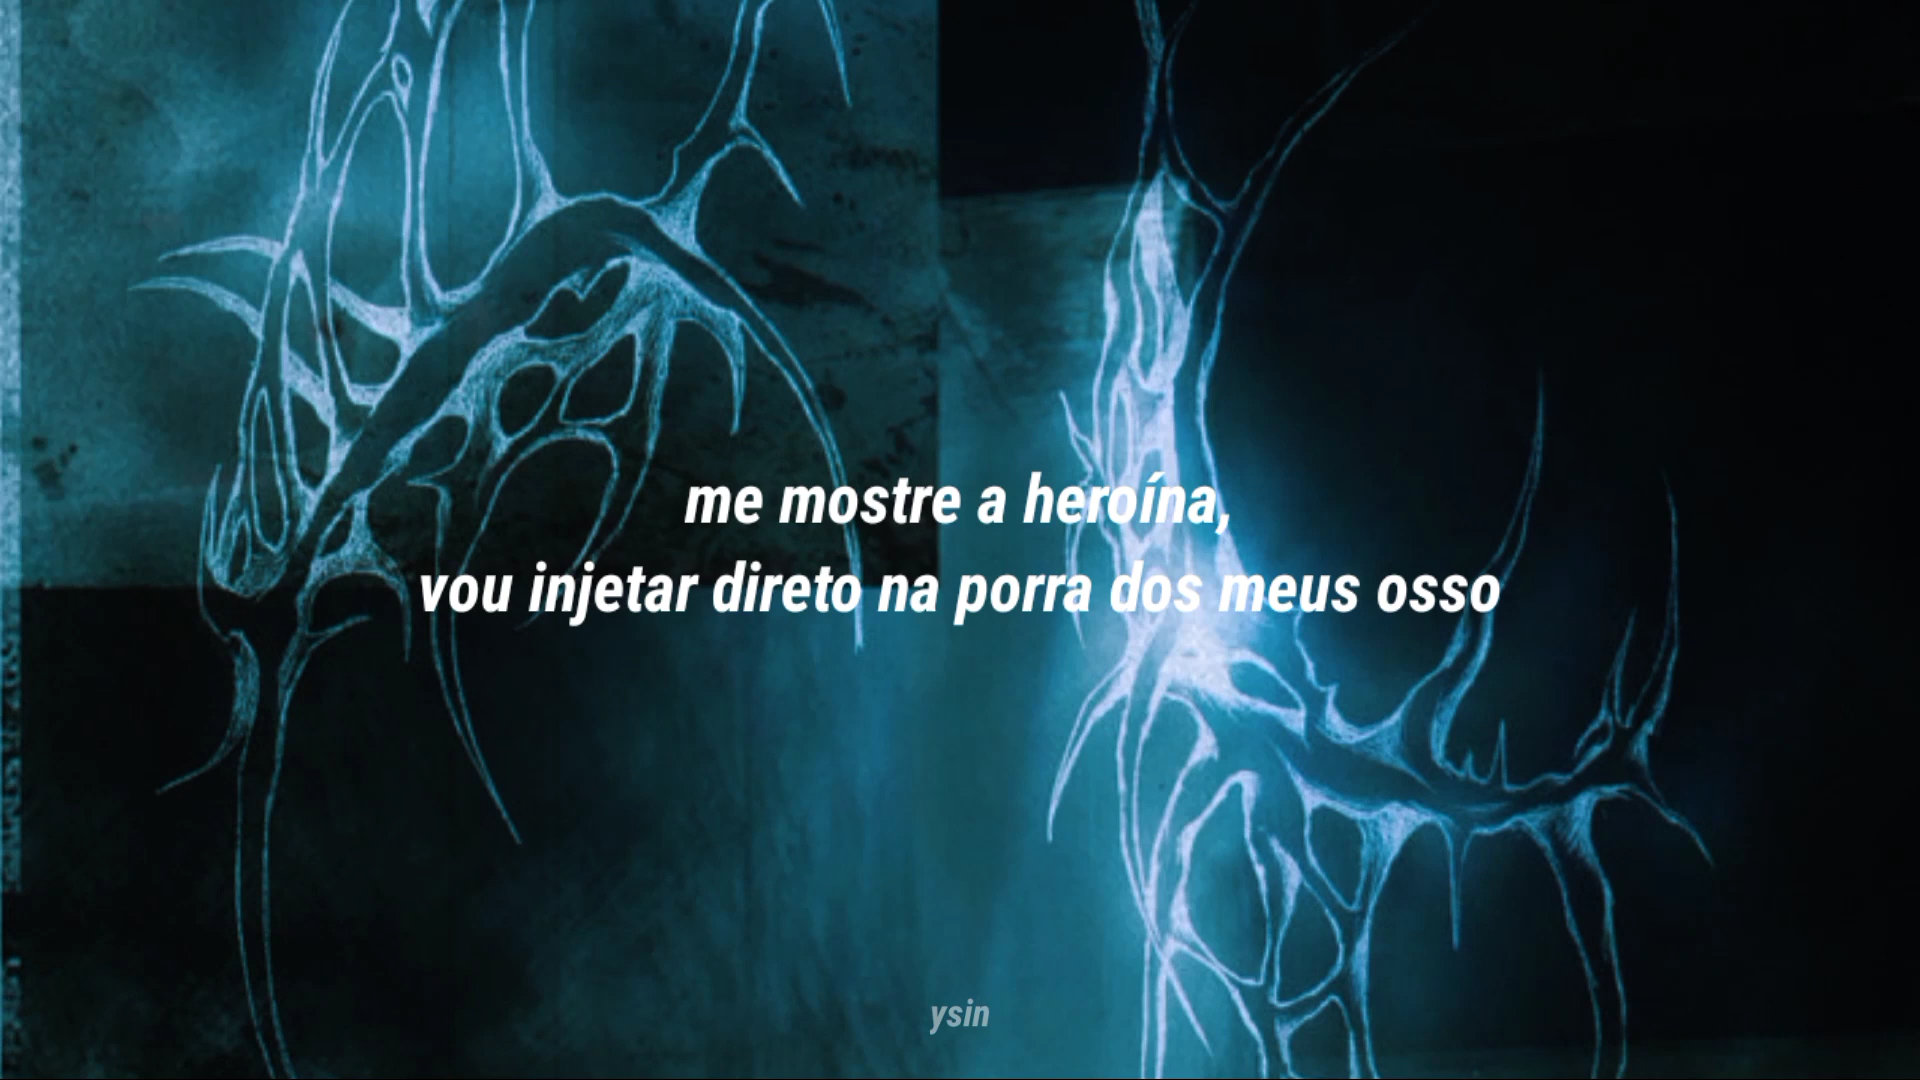 me mostre a heroína,
vou injetar direto na porra dos meus osso
ysin